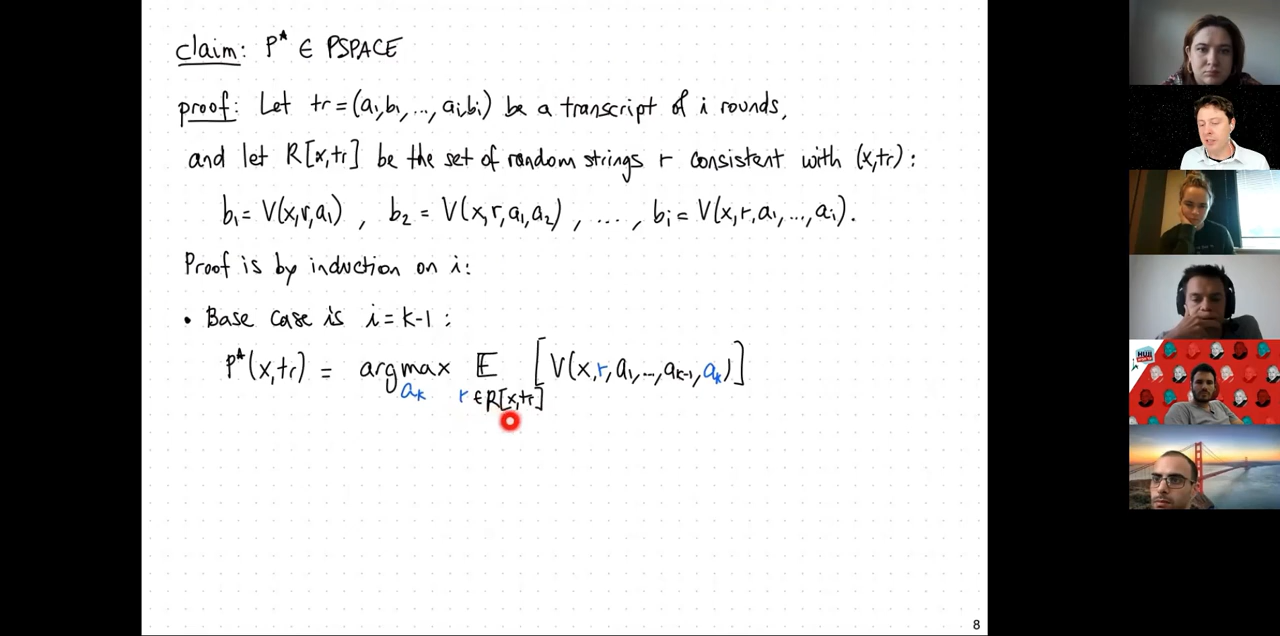 claim: P* ∈ PSPACE
proof: Let tr = (a₁,b₁,...,aᵢ,bᵢ) be a transcript of i rounds,
and let R[x,tr] be the set of random strings r consistent with (x,tr):
b₁ = V(x,r,a₁) , b₂ = V(x,r,a₁,a₂) , ... , bᵢ = V(x,r,a₁,...,aᵢ).
Proof is by induction on i:
• Base case is i = k-1 :
P*(x,tr) = argmax 𝔼 [V(x,r,a₁,...,aₖ₋₁,aₖ)]
aₖ r ∈ R[x,tr]
8